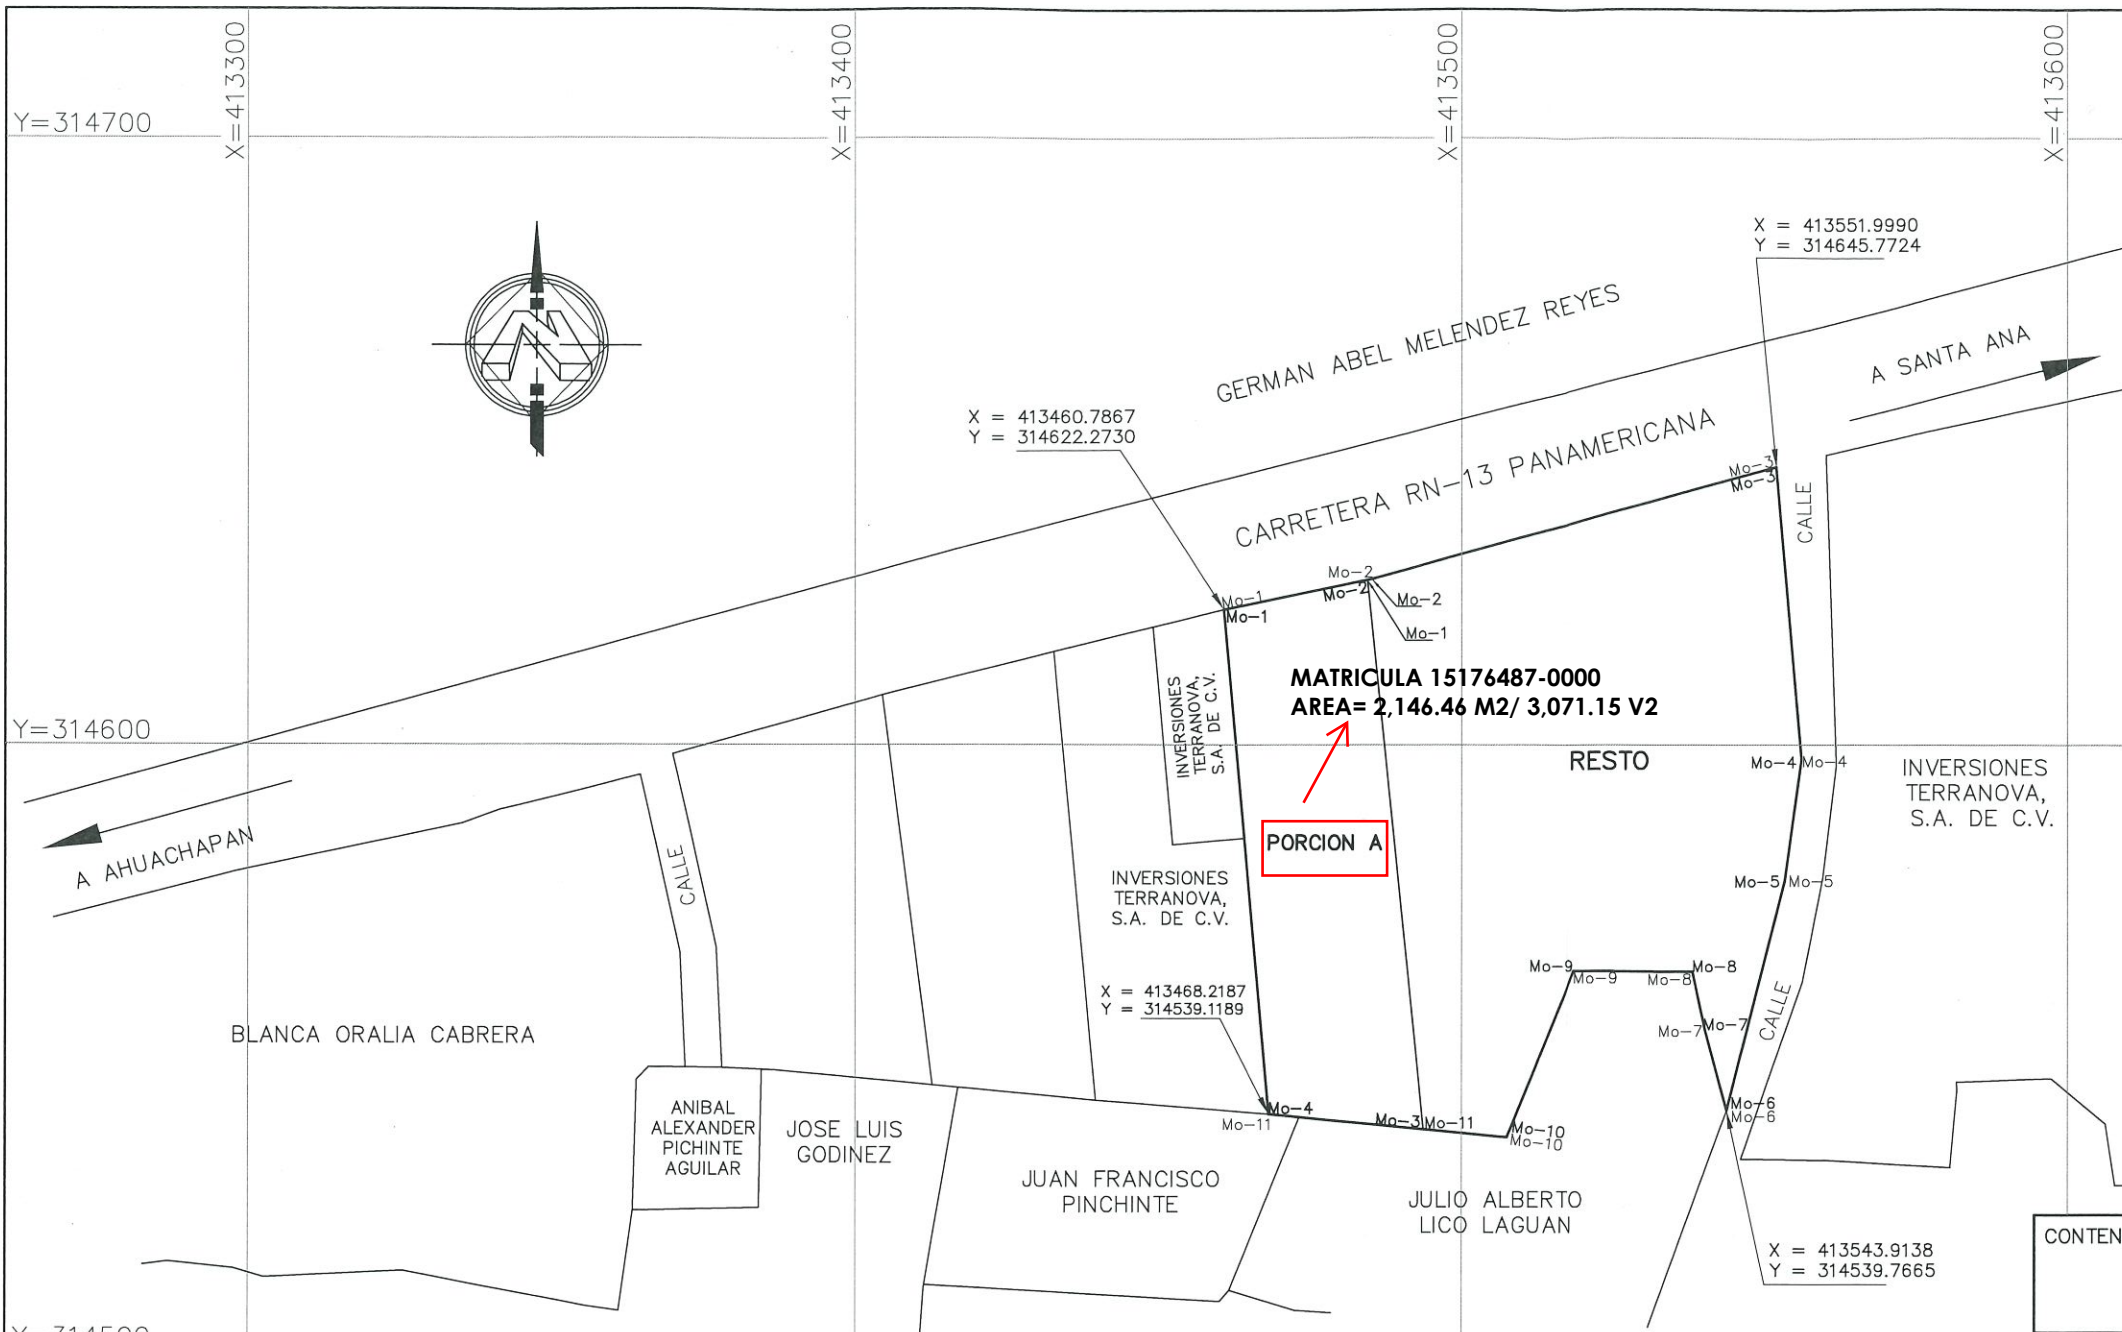 X=413300
X=413400
X=413500
X=413600
Y=314700
X = 413551.9990
Y = 314645.7724
GERMAN ABEL MELENDEZ REYES
A SANTA ANA
X = 413460.7867
Y = 314622.2730
CARRETERA RN-13 PANAMERICANA
Mo-3
Mo-3
CALLE
Mo-2
Mo-2
Mo-2
Mo-1
Mo-1
Mo-1
MATRICULA 15176487-0000
AREA= 2,146.46 M2/ 3,071.15 V2
INVERSIONES
TERRANOVA,
S.A. DE C.V.
Y=314600
RESTO
Mo-4
Mo-4
INVERSIONES
TERRANOVA,
S.A. DE C.V.
A AHUACHAPAN
CALLE
PORCION A
INVERSIONES
TERRANOVA,
S.A. DE C.V.
Mo-5
Mo-5
Mo-9
Mo-9
Mo-8
Mo-8
X = 413468.2187
Y = 314539.1189
Mo-7
Mo-7
CALLE
BLANCA ORALIA CABRERA
Mo-4
Mo-11
Mo-3
Mo-11
Mo-10
Mo-10
Mo-6
Mo-6
ANIBAL
ALEXANDER
PICHINTE
AGUILAR
JOSE LUIS
GODINEZ
JUAN FRANCISCO
PINCHINTE
JULIO ALBERTO
LICO LAGUAN
X = 413543.9138
Y = 314539.7665
CONTEN
Y=314500